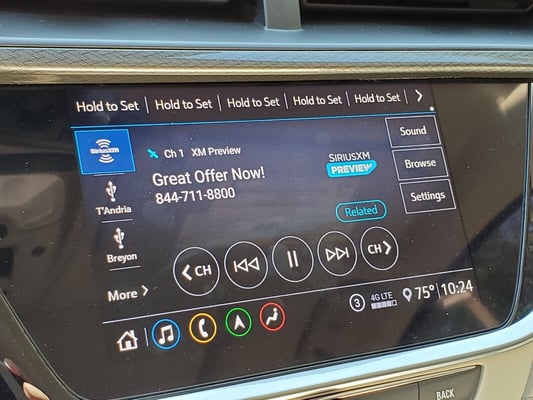 Hold to Set Hold to Set Hold to Set Hold to Set Hold to Set
SiriusXM
Ch 1 XM Preview
Great Offer Now!
844-711-8800
SIRIUSXM
PREVIEW
Related
Sound
Browse
Settings
T'Andria
Breyon
More
CH
CH
3
4G LTE
75° 10:24
BACK